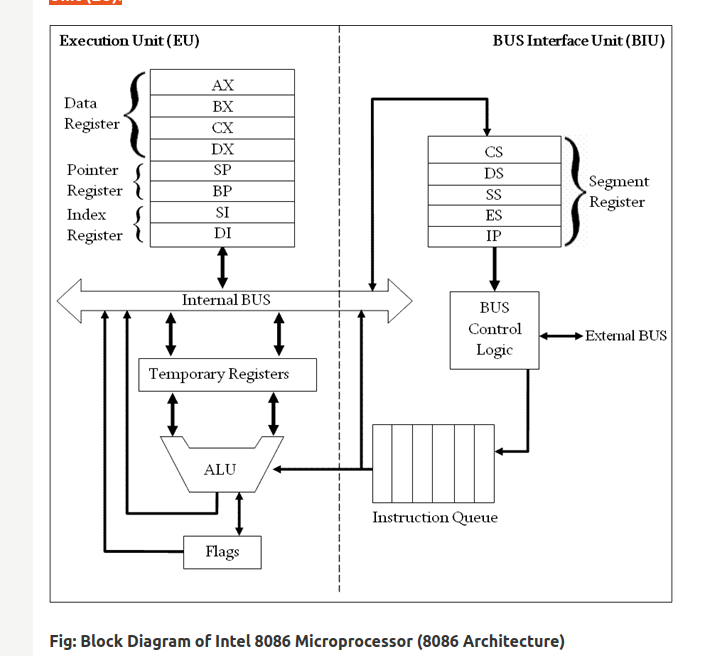 Execution Unit (EU)
BUS Interface Unit (BIU)
Data
Register
AX
BX
CX
DX
Pointer
Register
SP
BP
Index
Register
SI
DI
CS
DS
SS
ES
IP
Segment
Register
Internal BUS
BUS
Control
Logic
External BUS
Temporary Registers
ALU
Instruction Queue
Flags
Fig: Block Diagram of Intel 8086 Microprocessor (8086 Architecture)